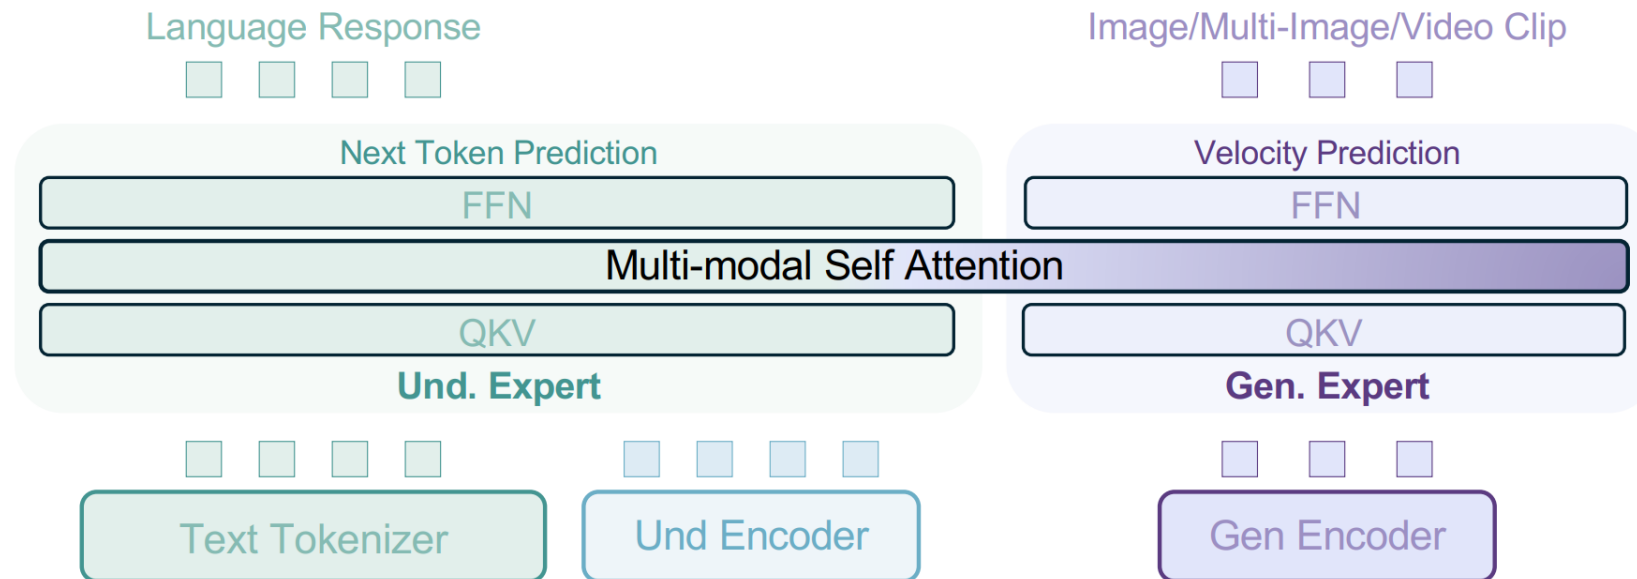 Language Response
Image/Multi-Image/Video Clip
Next Token Prediction
Velocity Prediction
FFN
FFN
Multi-modal Self Attention
QKV
QKV
Und. Expert
Gen. Expert
Text Tokenizer
Und Encoder
Gen Encoder